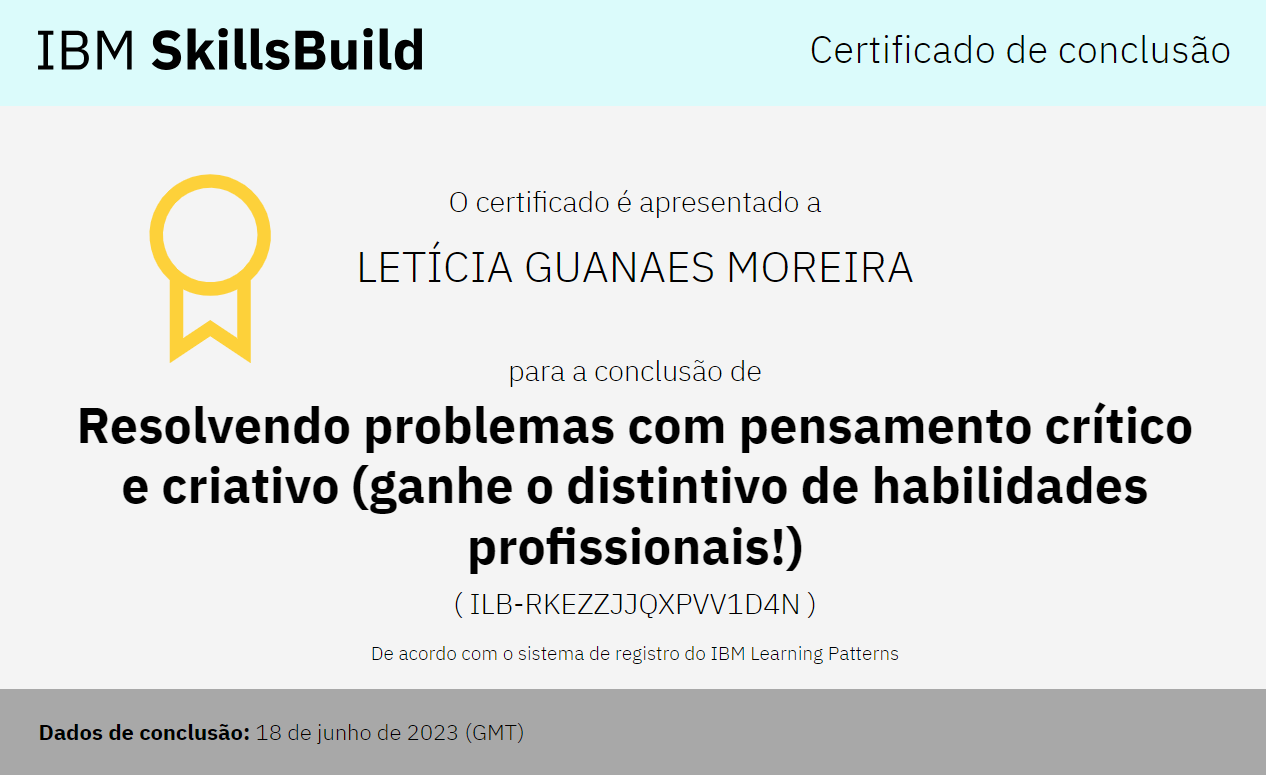 IBM SkillsBuild
Certificado de conclusão
O certificado é apresentado a
LETÍCIA GUANAES MOREIRA
para a conclusão de
Resolvendo problemas com pensamento crítico
e criativo (ganhe o distintivo de habilidades
profissionais!)
( ILB-RKEZZJJQXPVV1D4N )
De acordo com o sistema de registro do IBM Learning Patterns
Dados de conclusão: 18 de junho de 2023 (GMT)